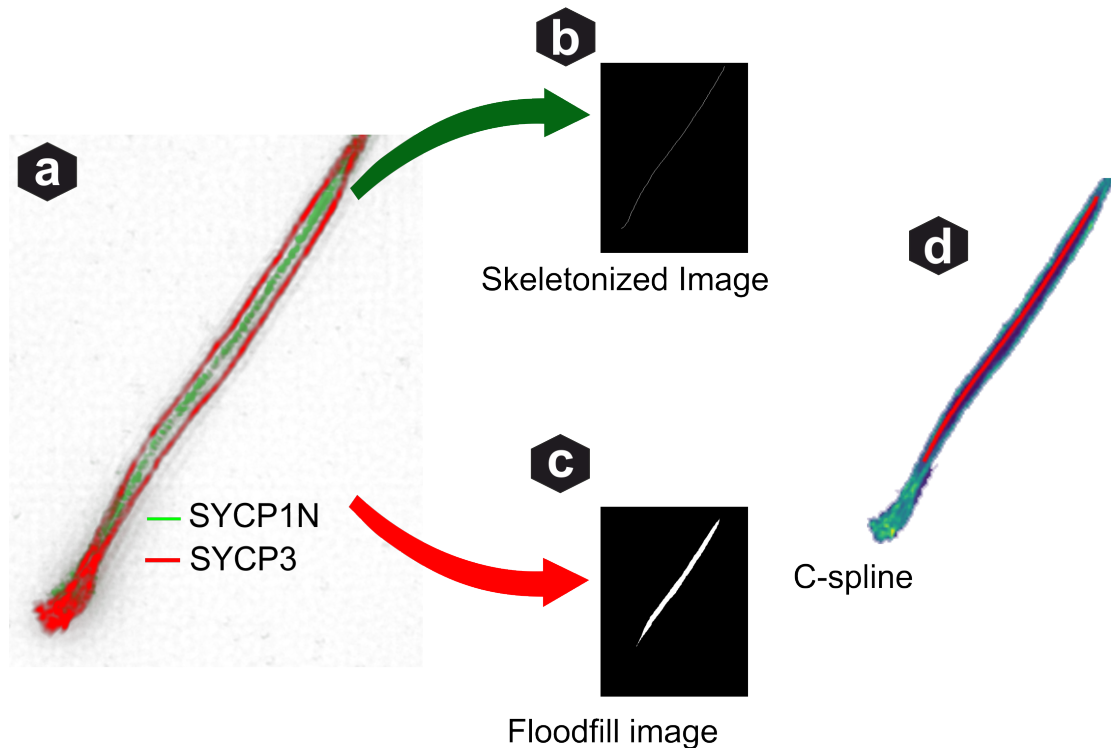 a
SYCP1N
SYCP3
b
Skeletonized Image
c
Floodfill image
d
C-spline